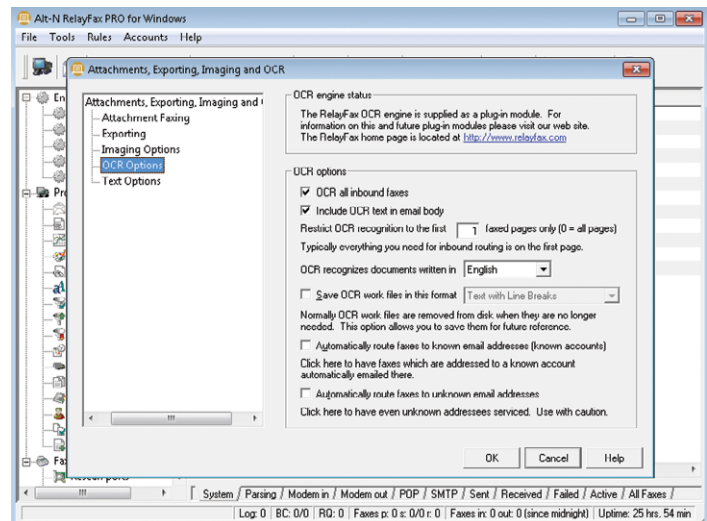 Alt-N RelayFax PRO for Windows
File Tools Rules Accounts Help
Attachments, Exporting, Imaging and OCR
En
Pro
Fa
Attachments, Exporting, Imaging and
Attachment Faxing
Exporting
Imaging Options
OCR Options
Text Options
OCR engine status
The RelayFax OCR engine is supplied as a plug-in module. For
information on this and future plug-in modules please visit our web site.
The RelayFax home page is located at http://www.relayfax.com
OCR options
OCR all inbound faxes
Include OCR text in email body
Restrict OCR recognition to the first 1 faxed pages only (0 = all pages)
Typically everything you need for inbound routing is on the first page.
OCR recognizes documents written in English
Save OCR work files in this format Text with Line Breaks
Normally OCR work files are removed from disk when they are no longer
needed. This option allows you to save them for future reference.
Automatically route faxes to known email addresses (known accounts)
Click here to have faxes which are addressed to a known account
automatically emailed there.
Automatically route faxes to unknown email addresses
Click here to have even unknown addressees serviced. Use with caution.
OK Cancel Help
System / Parsing / Modem in / Modem out / POP / SMTP / Sent / Received / Failed / Active / All Faxes /
Log: 0 BC: 0/0 RQ: 0 Faxes p: 0 s: 0/0 r: 0 Faxes in: 0 out: 0 (since midnight) Uptime: 25 hrs. 54 min